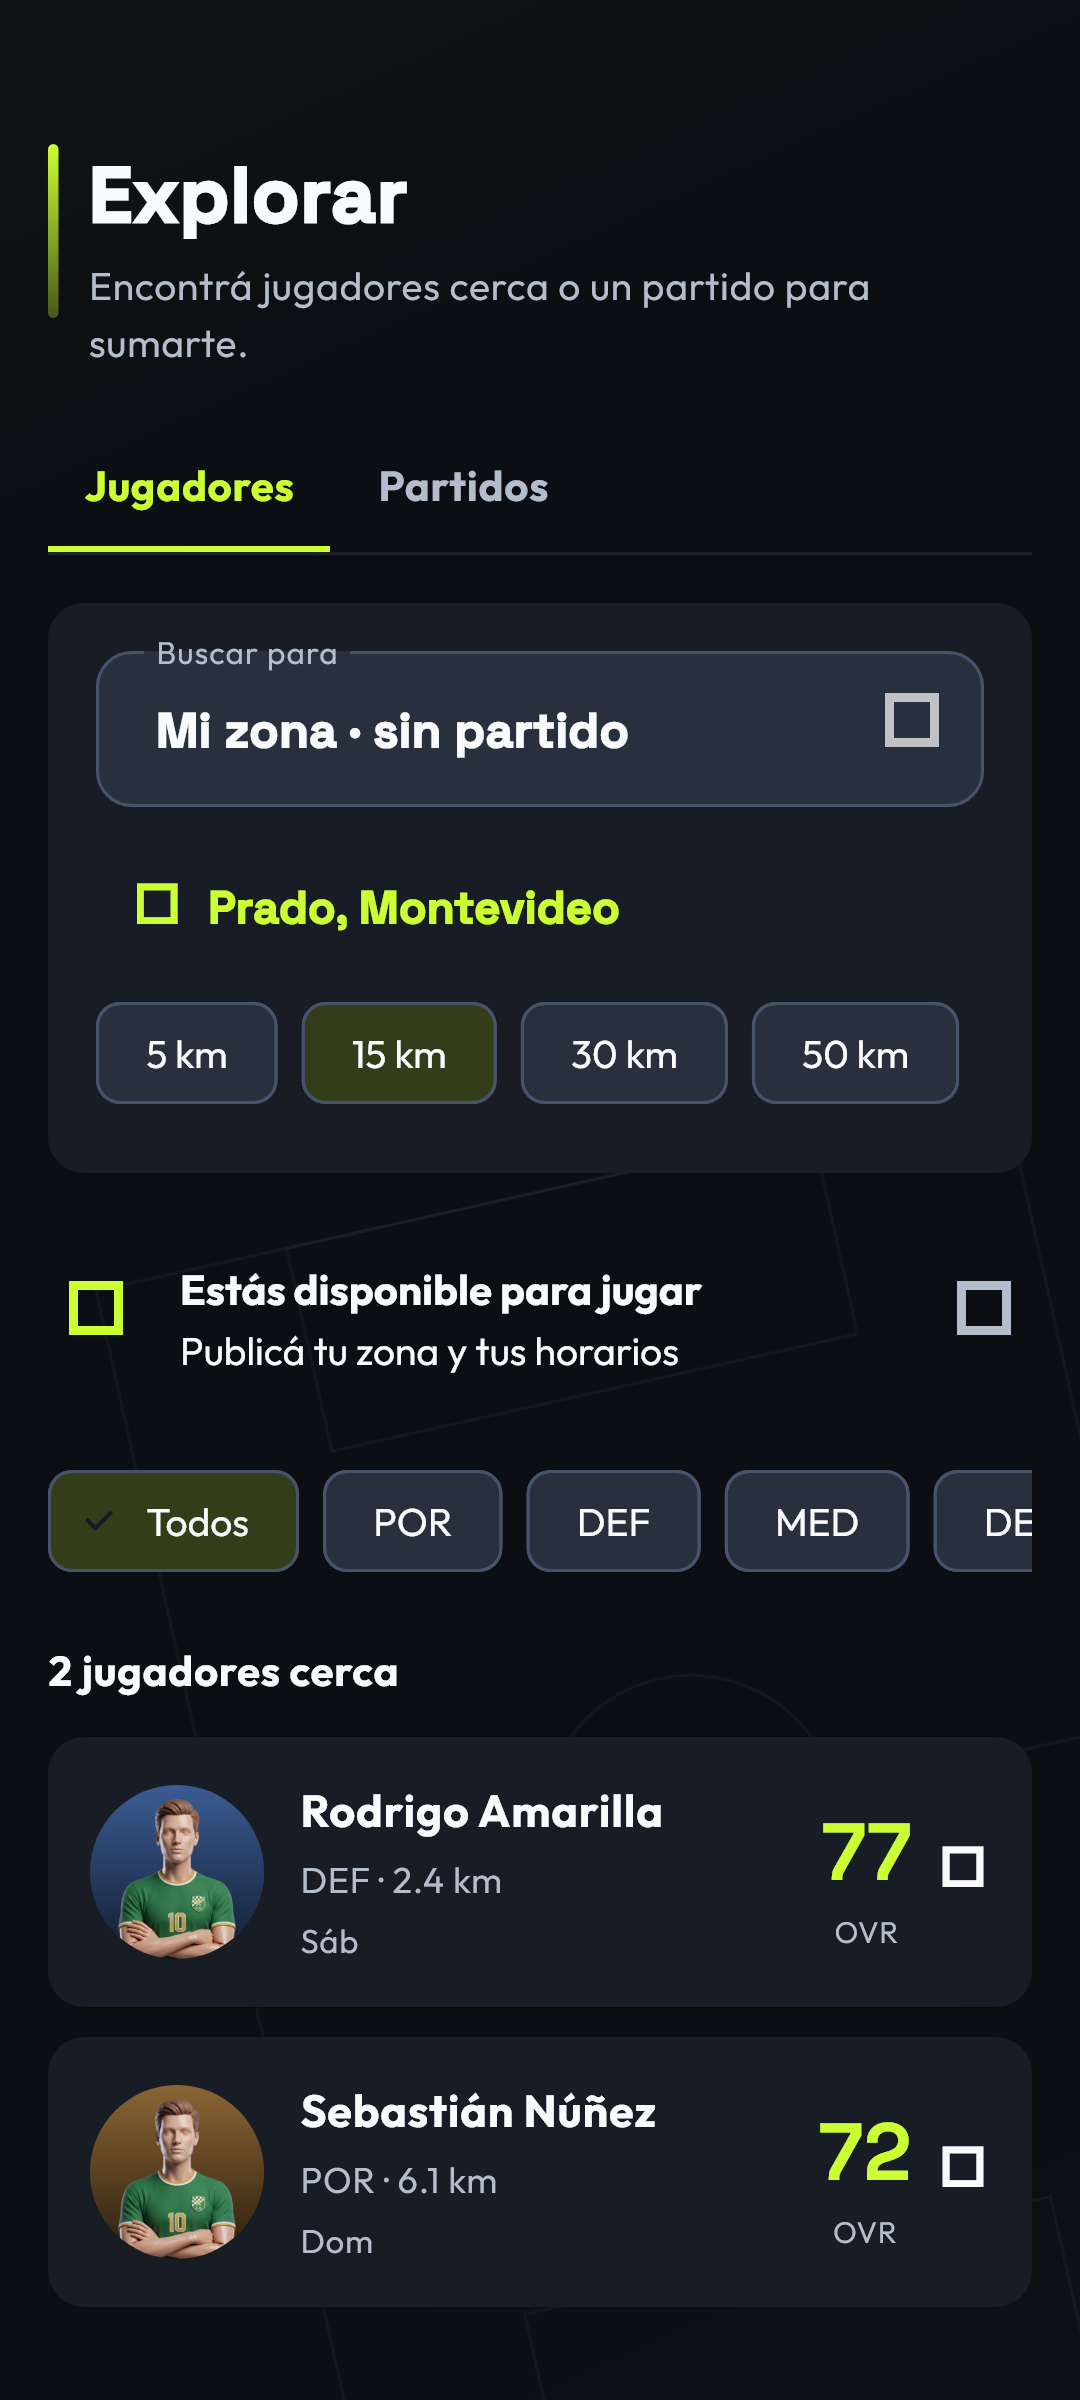 Explorar
Encontrá jugadores cerca o un partido para
sumarte.
Jugadores Partidos
Buscar para
Mi zona · sin partido
Prado, Montevideo
5 km 15 km 30 km 50 km
Estás disponible para jugar
Publicá tu zona y tus horarios
Todos POR DEF MED DE
2 jugadores cerca
Rodrigo Amarilla
DEF · 2.4 km
Sáb
77
OVR
10
Sebastián Núñez
POR · 6.1 km
Dom
72
OVR
10